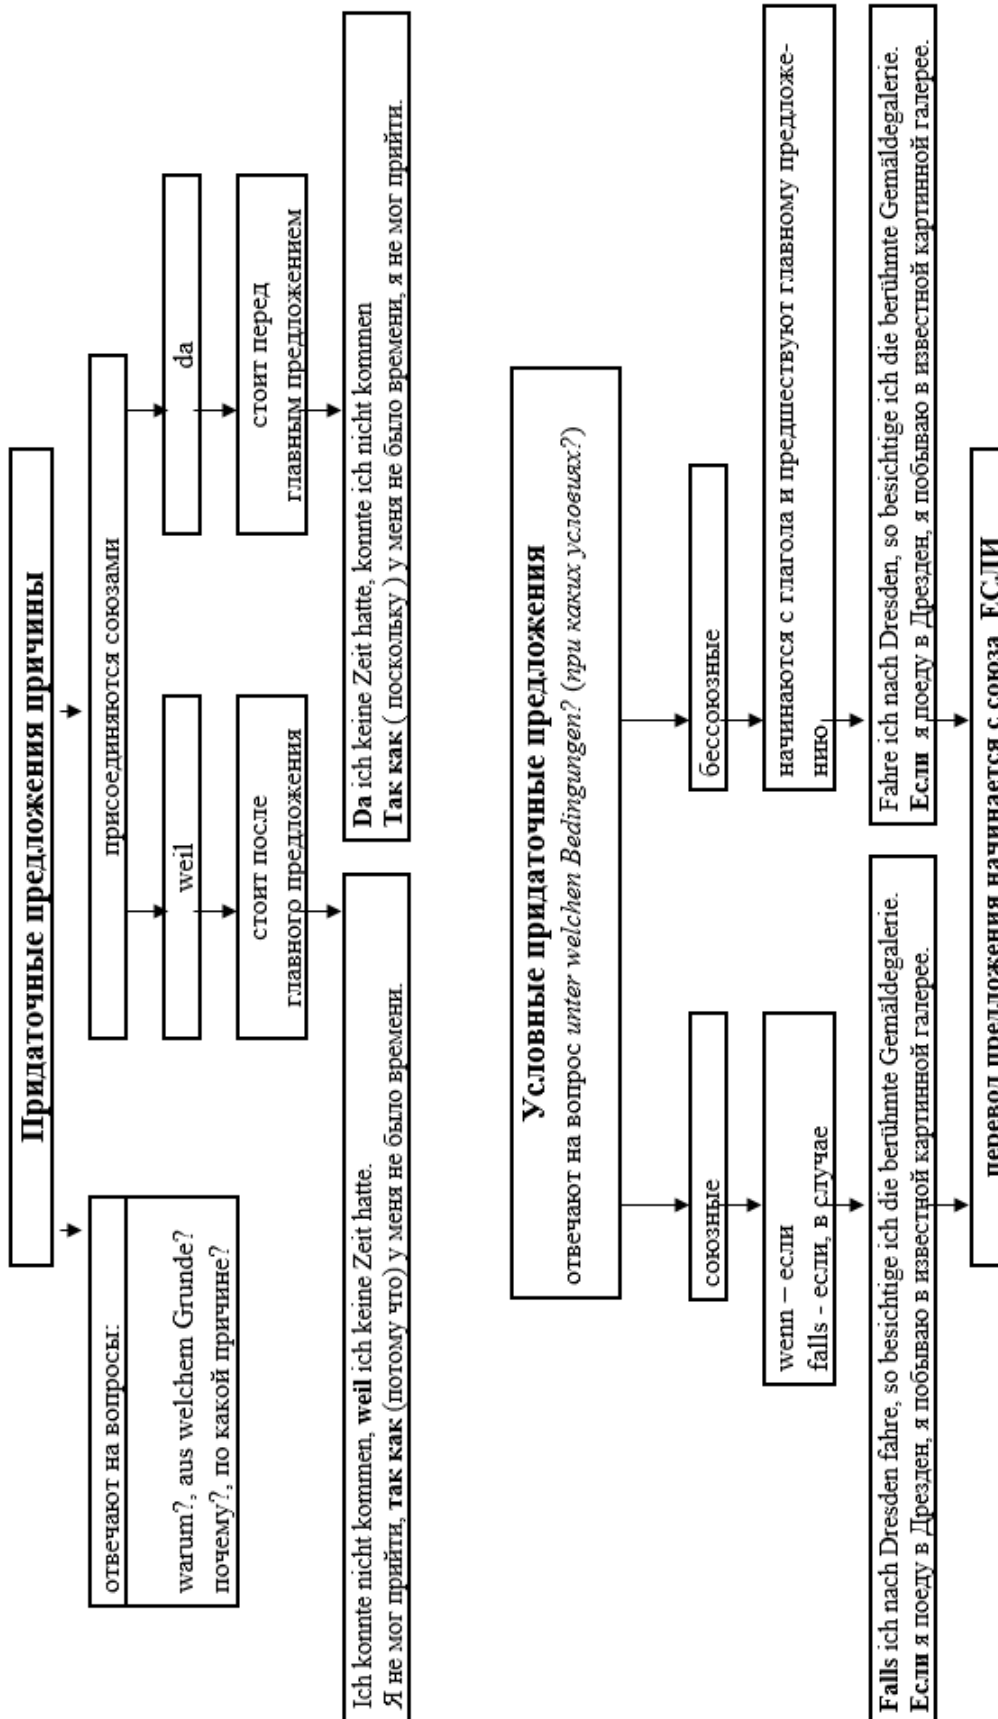 Придаточные предложения причины
отвечают на вопросы:
warum?, aus welchem Grunde?
почему?, по какой причине?
присоединяются союзами
weil
da
стоит после
главного предложения
стоит перед
главным предложением
Ich konnte nicht kommen, weil ich keine Zeit hatte.
Я не мог прийти, так как (потому что) у меня не было времени.
Da ich keine Zeit hatte, konnte ich nicht kommen
Так как ( поскольку ) у меня не было времени, я не мог прийти.
Условные придаточные предложения
отвечают на вопрос unter welchen Bedingungen? (при каких условиях?)
союзные
бессоюзные
wenn – если
falls - если, в случае
начинаются с глагола и предшествуют главному предложе-
нию
Falls ich nach Dresden fahre, so besichtige ich die berühmte Gemäldegalerie.
Если я поеду в Дрезден, я побываю в известной картинной галерее.
Fahre ich nach Dresden, so besichtige ich die berühmte Gemäldegalerie.
Если я поеду в Дрезден, я побываю в известной картинной галерее.
перевод предложения начинается с союза ЕСЛИ